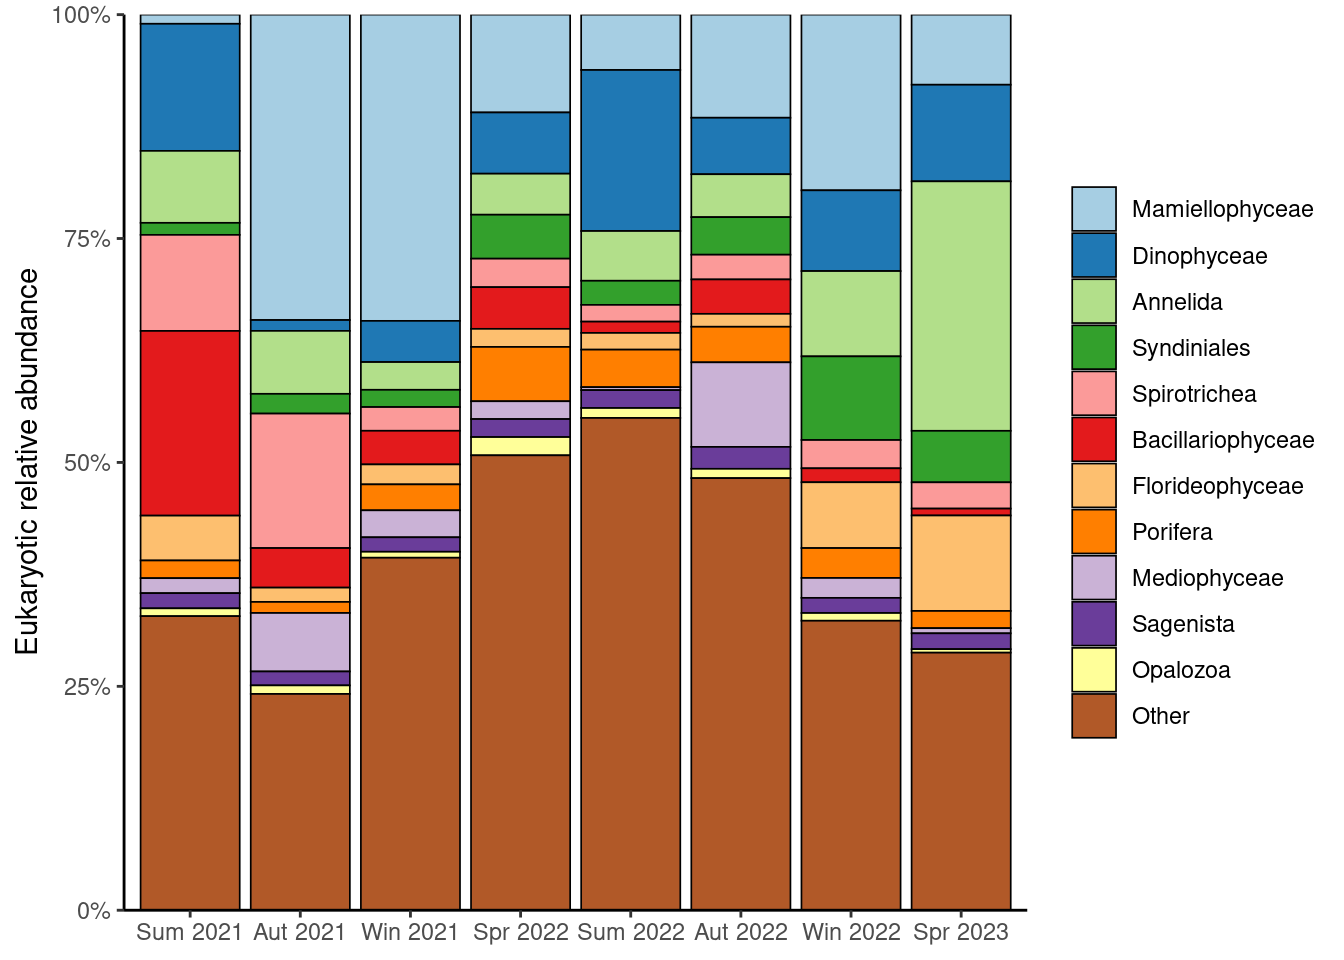 Eukaryotic relative abundance
100%
75%
50%
25%
0%
Sum 2021 Aut 2021 Win 2021 Spr 2022 Sum 2022 Aut 2022 Win 2022 Spr 2023
Mamiellophyceae
Dinophyceae
Annelida
Syndiniales
Spirotrichea
Bacillariophyceae
Florideophyceae
Porifera
Mediophyceae
Sagenista
Opalozoa
Other